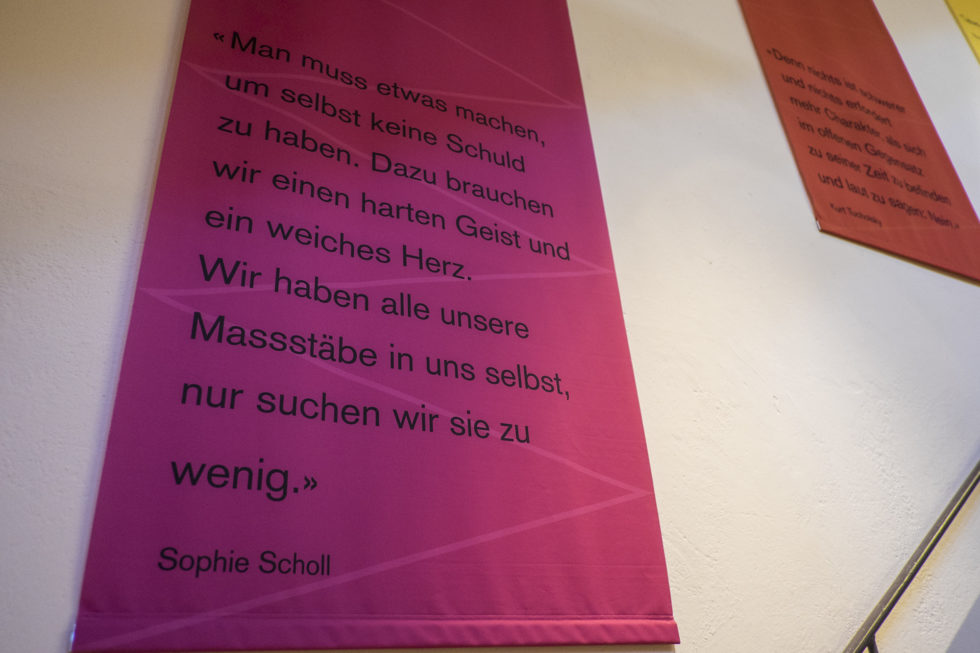 «Man muss etwas machen,
um selbst keine Schuld
zu haben. Dazu brauchen
wir einen harten Geist und
ein weiches Herz.
Wir haben alle unsere
Massstäbe in uns selbst,
nur suchen wir sie zu
wenig.»
Sophie Scholl
«Denn nichts ist schwerer
und nichts erfordert
mehr Charakter als sich
im offenen Gegensatz
zu seiner Zeit zu befinden
und laut zu sagen: Nein.»
Kurt Tucholsky